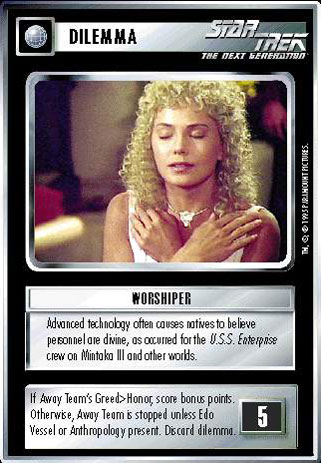 DILEMMA
STAR TREK
THE NEXT GENERATION
TM, ®, © 1995 PARAMOUNT PICTURES.
WORSHIPER
Advanced technology often causes natives to believe
personnel are divine, as occurred for the U.S.S. Enterprise
crew on Mintaka III and other worlds.
If Away Team's Greed>Honor, score bonus points.
Otherwise, Away Team is stopped unless Edo
Vessel or Anthropology present. Discard dilemma.
5